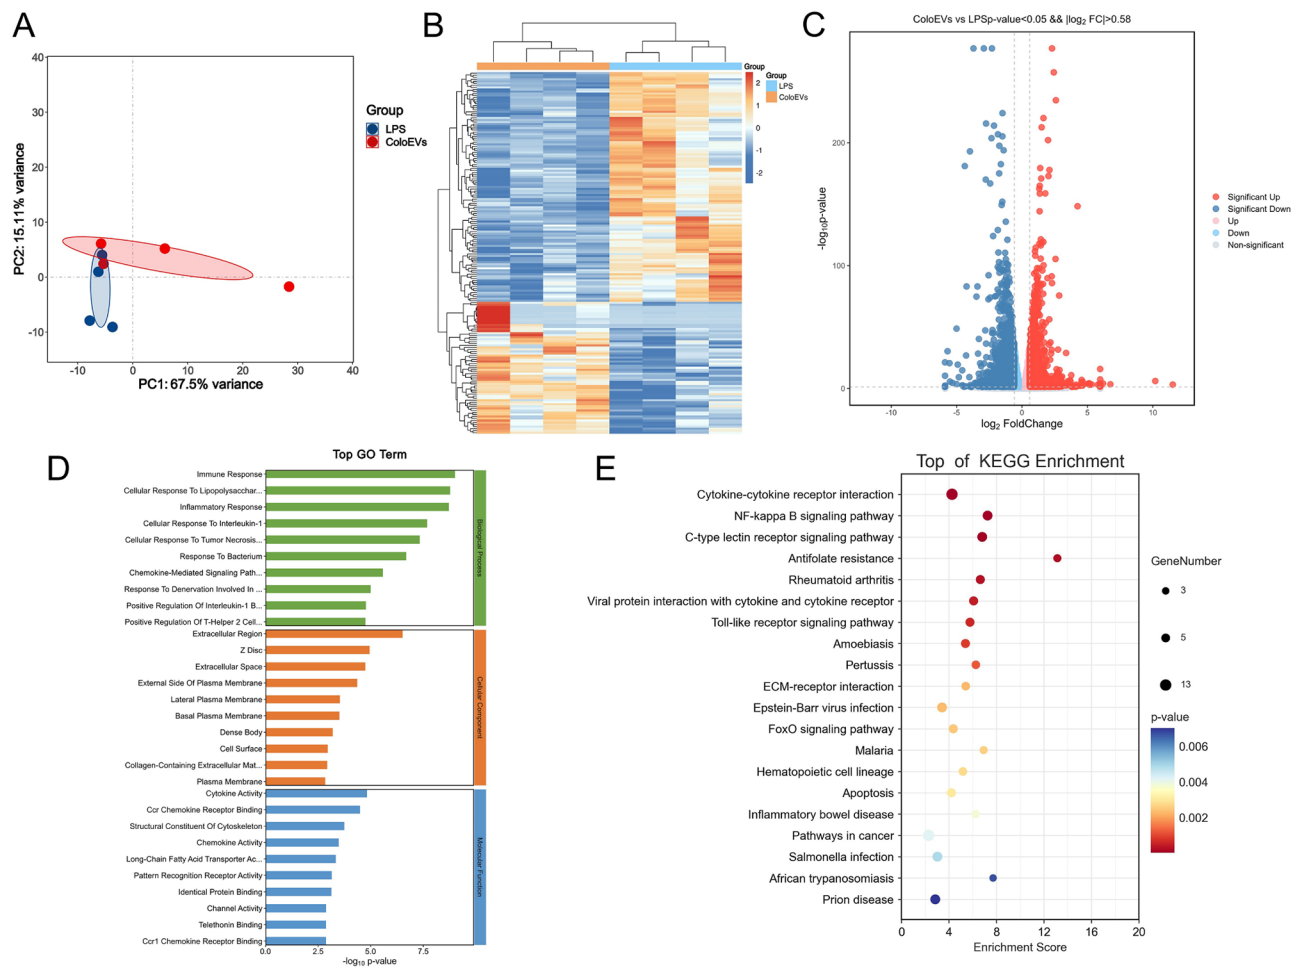 A
40
30
20
10
0
-10
-10
0
10
20
30
40
PC2: 15.11% variance
PC1: 67.5% variance
Group
LPS
ColoEVs
B
Group
2
1
0
-1
-2
Group
LPS
ColoEVs
C
ColoEVs vs LPSp-value<0.05 && |log₂ FC|>0.58
200
100
0
-log₁₀p-value
-10
-5
0
5
10
log₂ FoldChange
Significant Up
Significant Down
Up
Down
Non-significant
D
Top GO Term
Immune Response
Cellular Response To Lipopolysacchar...
Inflammatory Response
Cellular Response To Interleukin-1
Cellular Response To Tumor Necrosis...
Response To Bacterium
Chemokine-Mediated Signaling Path...
Response To Denervation Involved In ...
Positive Regulation Of Interleukin-1 B...
Positive Regulation Of T-Helper 2 Cell...
Biological Process
Extracellular Region
Z Disc
Extracellular Space
External Side Of Plasma Membrane
Lateral Plasma Membrane
Basal Plasma Membrane
Dense Body
Cell Surface
Collagen-Containing Extracellular Mat...
Plasma Membrane
Cellular Component
Cytokine Activity
Ccr Chemokine Receptor Binding
Structural Constituent Of Cytoskeleton
Chemokine Activity
Long-Chain Fatty Acid Transporter Ac...
Pattern Recognition Receptor Activity
Identical Protein Binding
Channel Activity
Telethonin Binding
Ccr1 Chemokine Receptor Binding
Molecular Function
0.0
2.5
5.0
7.5
-log₁₀ p-value
E
Top of KEGG Enrichment
Cytokine-cytokine receptor interaction
NF-kappa B signaling pathway
C-type lectin receptor signaling pathway
Antifolate resistance
Rheumatoid arthritis
Viral protein interaction with cytokine and cytokine receptor
Toll-like receptor signaling pathway
Amoebiasis
Pertussis
ECM-receptor interaction
Epstein-Barr virus infection
FoxO signaling pathway
Malaria
Hematopoietic cell lineage
Apoptosis
Inflammatory bowel disease
Pathways in cancer
Salmonella infection
African trypanosomiasis
Prion disease
0
4
8
12
16
20
Enrichment Score
GeneNumber
3
5
13
p-value
0.006
0.004
0.002